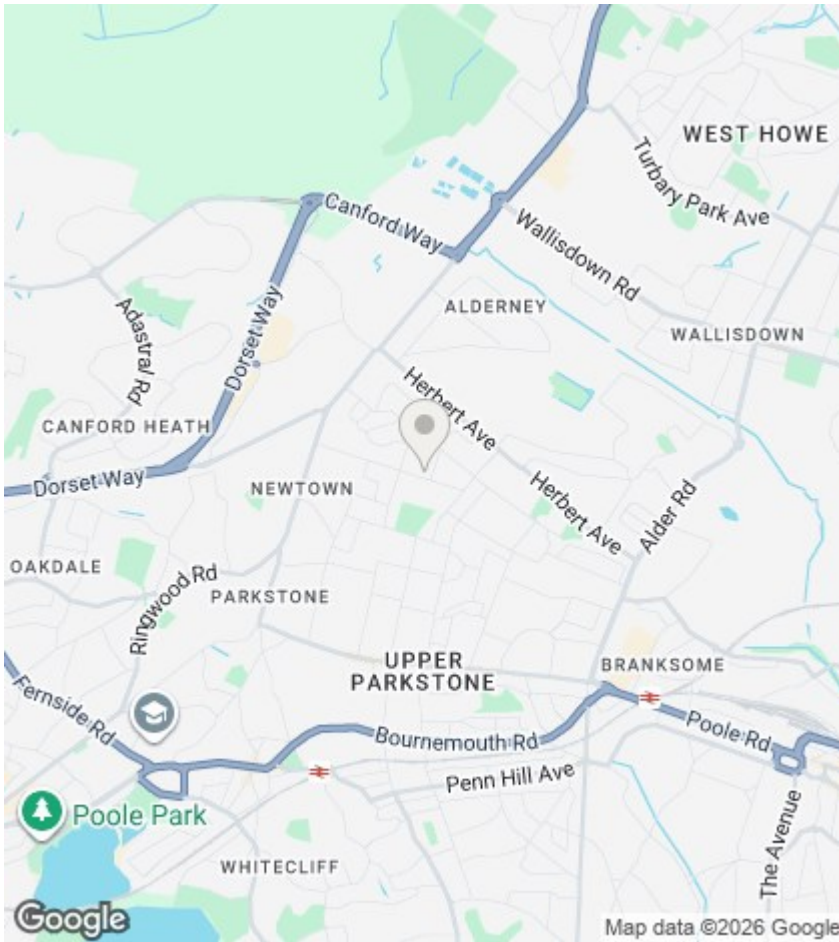 WEST HOWE
Turbary Park Ave
Canford Way
Wallisdown Rd
ALDERNEY
WALLISDOWN
Dorset Way
Adastral Rd
Herbert Ave
CANFORD HEATH
Dorset Way
NEWTOWN
Herbert Ave
Alder Rd
OAKDALE
Ringwood Rd
PARKSTONE
UPPER
PARKSTONE
BRANKSOME
Fernside Rd
Bournemouth Rd
Poole Rd
Penn Hill Ave
Poole Park
The Avenue
WHITECLIFF
Google
Map data ©2026 Google